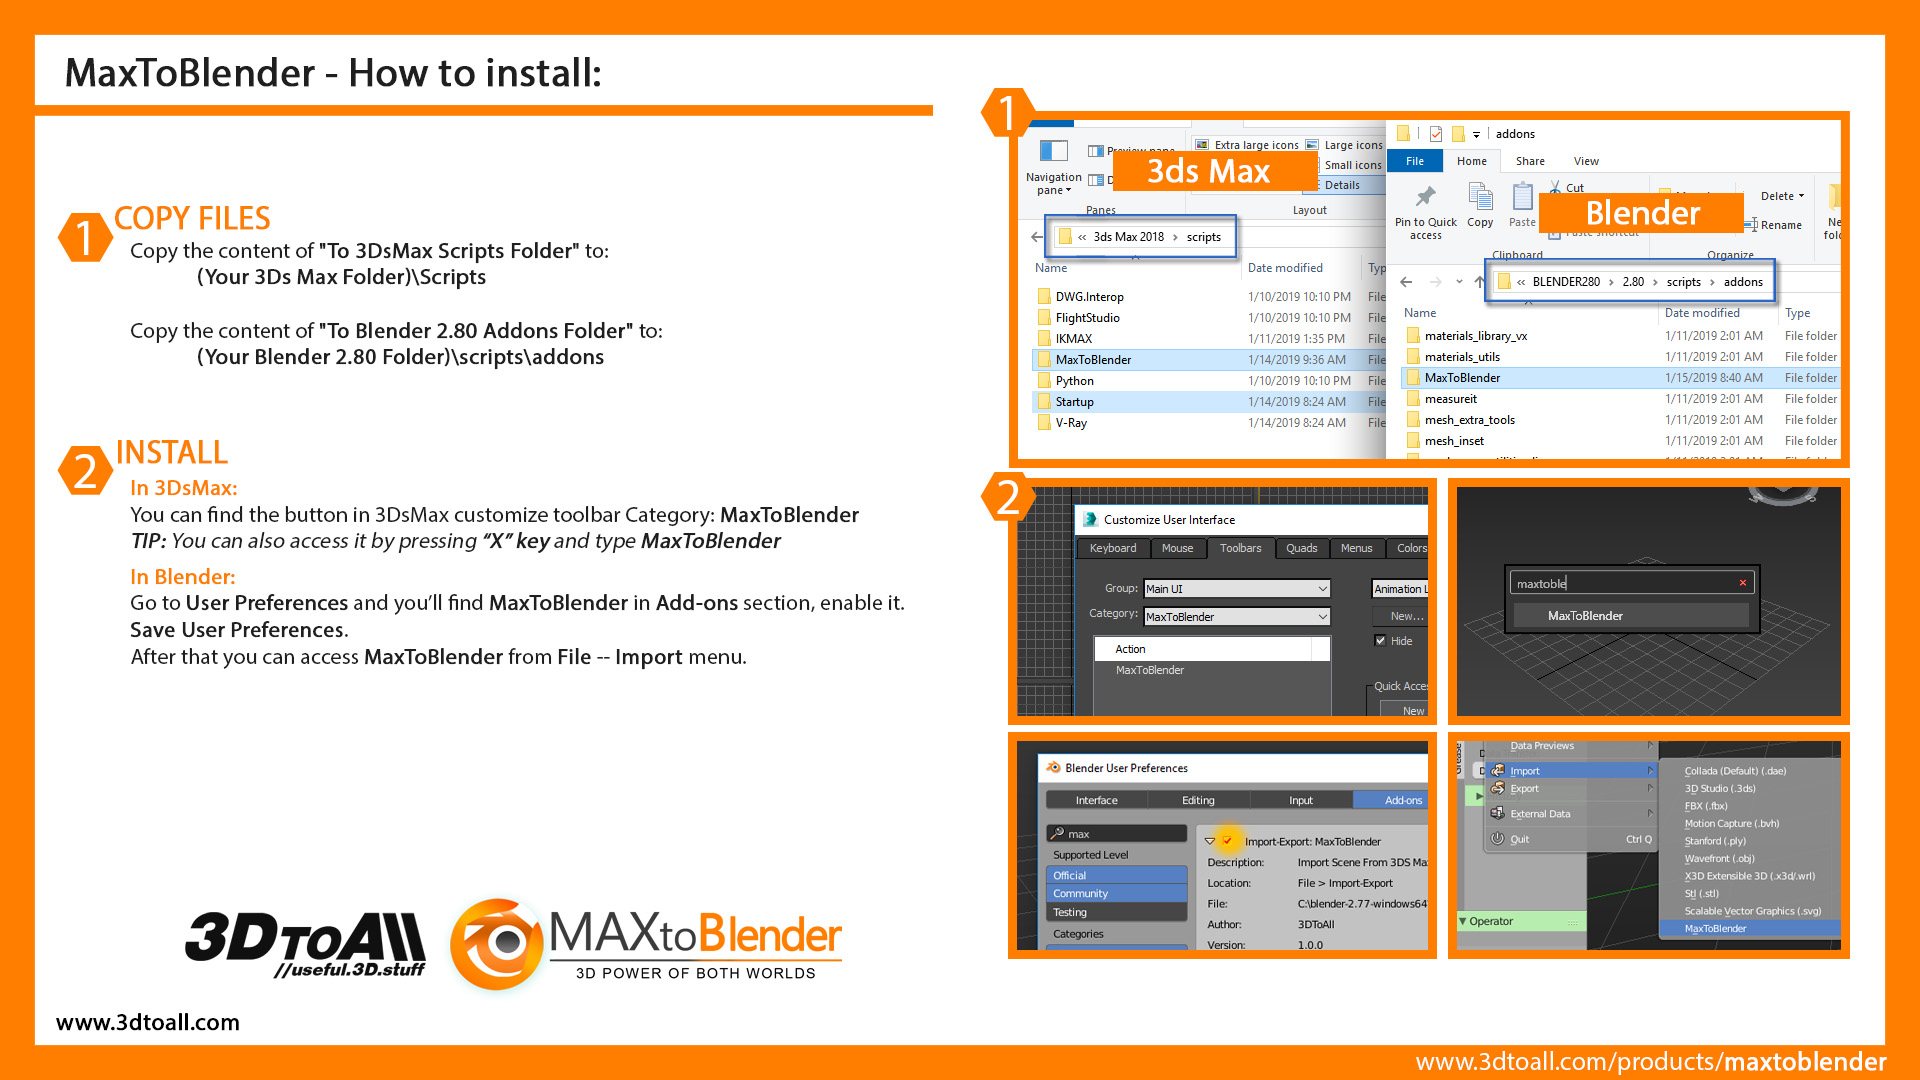 MaxToBlender - How to install:
1 COPY FILES
Copy the content of "To 3DsMax Scripts Folder" to:
(Your 3Ds Max Folder)\Scripts
Copy the content of "To Blender 2.80 Addons Folder" to:
(Your Blender 2.80 Folder)\scripts\addons
2 INSTALL
In 3DsMax:
You can find the button in 3DsMax customize toolbar Category: MaxToBlender
TIP: You can also access it by pressing “X” key and type MaxToBlender
In Blender:
Go to User Preferences and you’ll find MaxToBlender in Add-ons section, enable it.
Save User Preferences.
After that you can access MaxToBlender from File -- Import menu.
3DTOAll
//useful.3D.stuff
MAXtoBlender
3D POWER OF BOTH WORLDS
www.3dtoall.com
1
Navigation
pane
Extra large icons
Large icons
Small icons
Details
3ds Max
Panes
Layout
« 3ds Max 2018 › scripts
Name Date modified
DWG.Interop 1/10/2019 10:10 PM File
FlightStudio 1/10/2019 10:10 PM File
IKMAX 1/11/2019 1:35 PM File
MaxToBlender 1/14/2019 9:36 AM File
Python 1/10/2019 10:10 PM File
Startup 1/14/2019 8:24 AM File
V-Ray 1/14/2019 8:24 AM File
addons
File Home Share View
Pin to Quick
access
Copy
Paste
Cut
Delete
Rename
Blender
Clipboard
Organize
« BLENDER280 › 2.80 › scripts › addons
Name Date modified Type
materials_library_vx 1/11/2019 2:01 AM File folder
materials_utils 1/11/2019 2:01 AM File folder
MaxToBlender 1/15/2019 8:40 AM File folder
measureit 1/11/2019 2:01 AM File folder
mesh_extra_tools 1/11/2019 2:01 AM File folder
mesh_inset 1/11/2019 2:01 AM File folder
2
Customize User Interface
Keyboard Mouse Toolbars Quads Menus Colors
Group: Main UI
Animation L
Category: MaxToBlender
New...
Hide
Action
MaxToBlender
Quick Acces
New
maxtoble
MaxToBlender
Blender User Preferences
Interface Editing Input Add-ons
max
Supported Level
Official
Community
Testing
Categories
Import-Export: MaxToBlender
Description: Import Scene From 3DS Ma
Location: File > Import-Export
File: C:\blender-2.77-windows64
Author: 3DToAll
Version: 1.0.0
Data Previews
Import
Export
External Data
Quit Ctrl Q
Operator
Collada (Default) (.dae)
3D Studio (.3ds)
FBX (.fbx)
Motion Capture (.bvh)
Stanford (.ply)
Wavefront (.obj)
X3D Extensible 3D (.x3d/.wrl)
Stl (.stl)
Scalable Vector Graphics (.svg)
MaxToBlender
www.3dtoall.com/products/maxtoblender